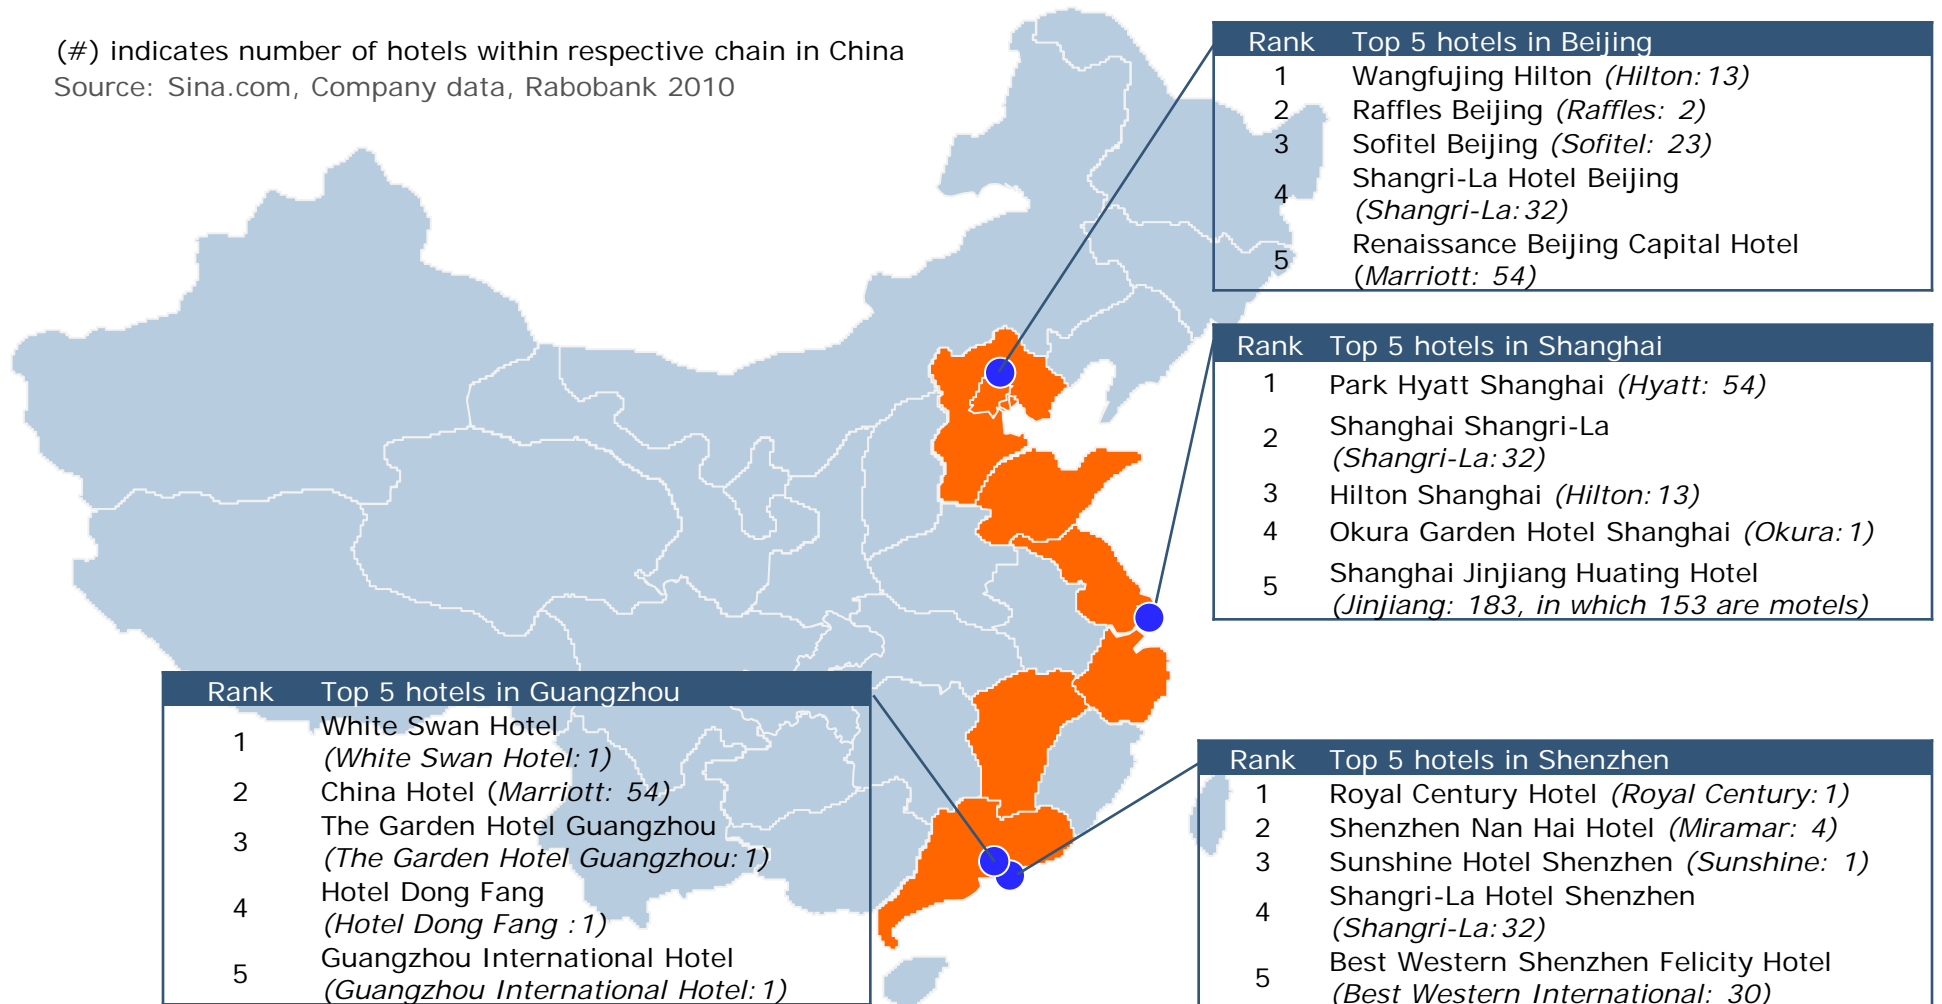 (#) indicates number of hotels within respective chain in China
Source: Sina.com, Company data, Rabobank 2010
Rank Top 5 hotels in Beijing
1 Wangfujing Hilton (Hilton: 13)
2 Raffles Beijing (Raffles: 2)
3 Sofitel Beijing (Sofitel: 23)
4 Shangri-La Hotel Beijing
(Shangri-La: 32)
5 Renaissance Beijing Capital Hotel
(Marriott: 54)
Rank Top 5 hotels in Shanghai
1 Park Hyatt Shanghai (Hyatt: 54)
2 Shanghai Shangri-La
(Shangri-La: 32)
3 Hilton Shanghai (Hilton: 13)
4 Okura Garden Hotel Shanghai (Okura: 1)
5 Shanghai Jinjiang Huating Hotel
(Jinjiang: 183, in which 153 are motels)
Rank Top 5 hotels in Guangzhou
1 White Swan Hotel
(White Swan Hotel: 1)
2 China Hotel (Marriott: 54)
3 The Garden Hotel Guangzhou
(The Garden Hotel Guangzhou: 1)
4 Hotel Dong Fang
(Hotel Dong Fang : 1)
5 Guangzhou International Hotel
(Guangzhou International Hotel: 1)
Rank Top 5 hotels in Shenzhen
1 Royal Century Hotel (Royal Century: 1)
2 Shenzhen Nan Hai Hotel (Miramar: 4)
3 Sunshine Hotel Shenzhen (Sunshine: 1)
4 Shangri-La Hotel Shenzhen
(Shangri-La: 32)
5 Best Western Shenzhen Felicity Hotel
(Best Western International: 30)